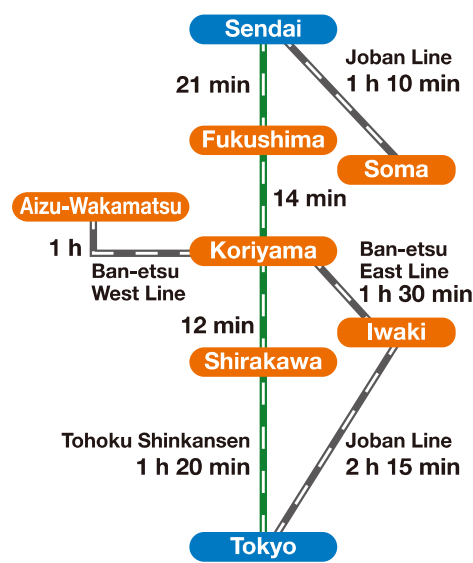 Sendai
Joban Line
1 h 10 min
21 min
Fukushima
Soma
Aizu-Wakamatsu
14 min
1 h
Koriyama
Ban-etsu
West Line
Ban-etsu
East Line
1 h 30 min
12 min
Iwaki
Shirakawa
Tohoku Shinkansen
1 h 20 min
Joban Line
2 h 15 min
Tokyo